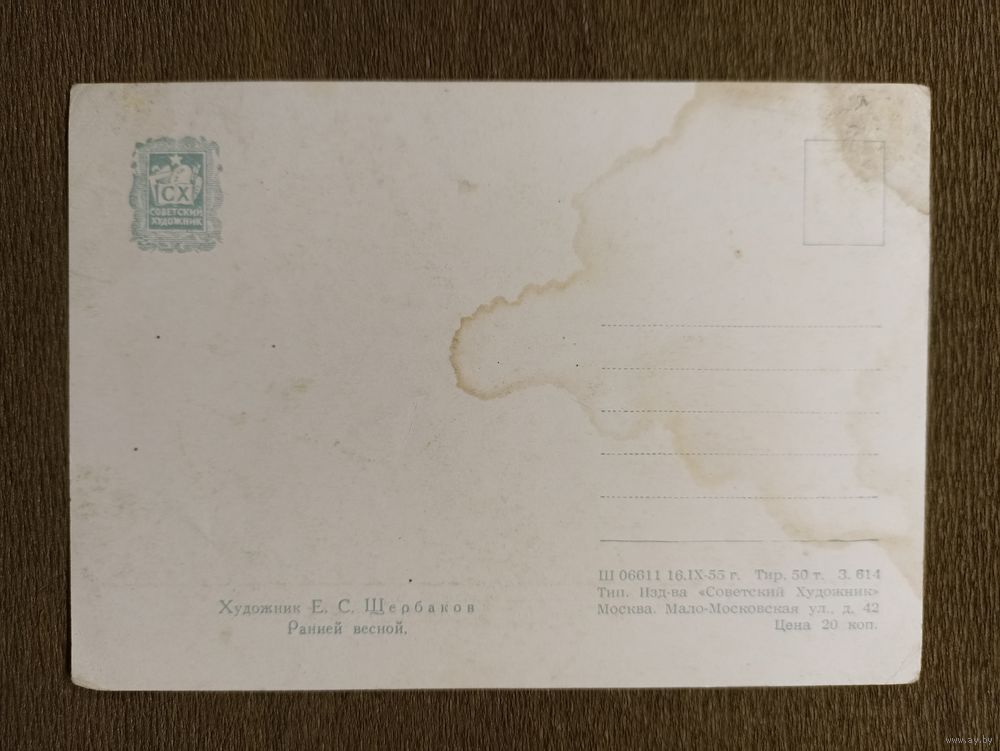 СХ
СОВЕТСКИЙ
ХУДОЖНИК
Художник Е. С. Щербаков
Ранней весной.
Ш 06611 16.IX-55 г. Тир. 50 т. З. 614
Тип. Изд-ва «Советский Художник»
Москва. Мало-Московская ул., д. 42
Цена 20 коп.
www.ay.by